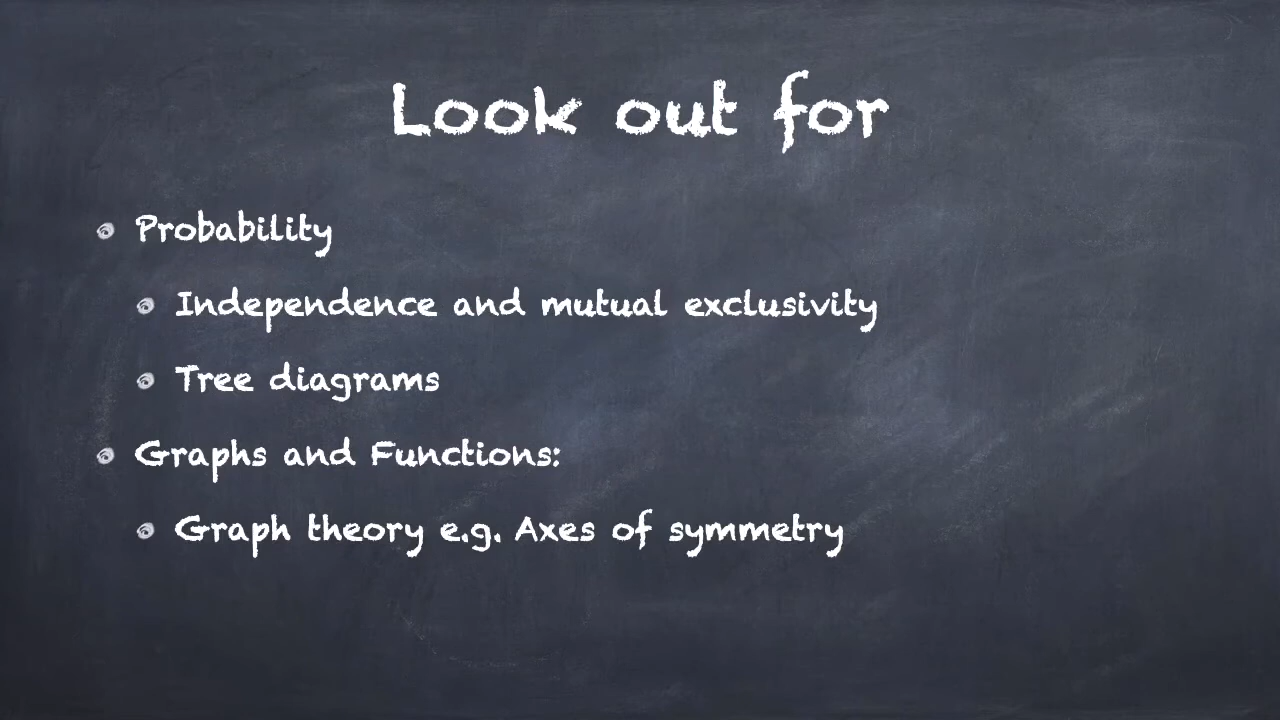 Look out for
Probability
Independence and mutual exclusivity
Tree diagrams
Graphs and Functions:
Graph theory e.g. Axes of symmetry